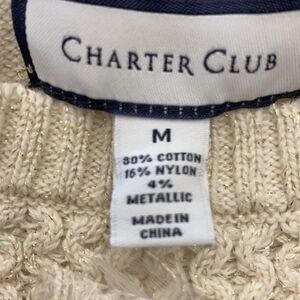 CHARTER CLUB
M
80% COTTON
16% NYLON
4%
METALLIC
MADE IN
CHINA